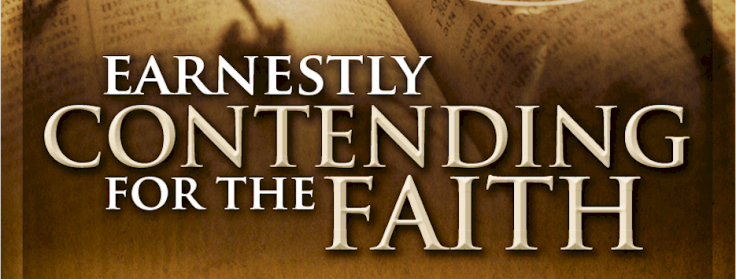 EARNESTLY
CONTENDING
FOR THE FAITH